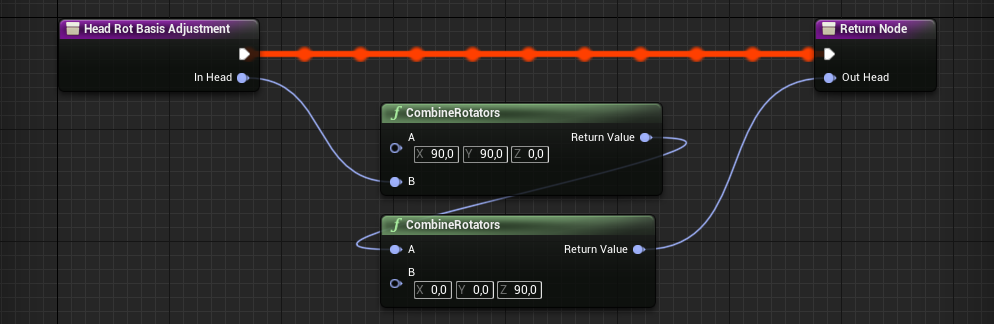 Head Rot Basis Adjustment
In Head
Return Node
Out Head
f CombineRotators
A
Return Value
X 90,0 Y 90,0 Z 0,0
B
f CombineRotators
A
Return Value
B
X 0,0 Y 0,0 Z 90,0